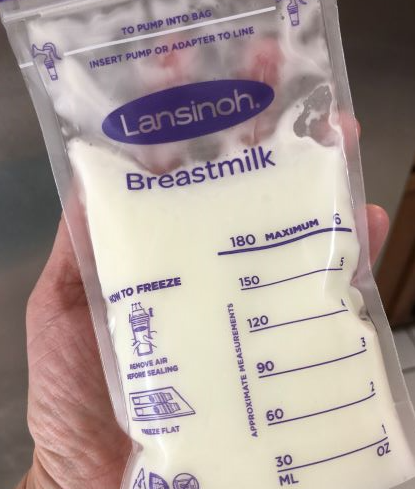 TO PUMP INTO BAG
INSERT PUMP OR ADAPTER TO LINE
Lansinoh®
Breastmilk
180 MAXIMUM 6
150 5
120 4
90 3
60 2
30 1
ML OZ
APPROXIMATE MEASUREMENTS
HOW TO FREEZE
REMOVE AIR
BEFORE SEALING
FREEZE FLAT